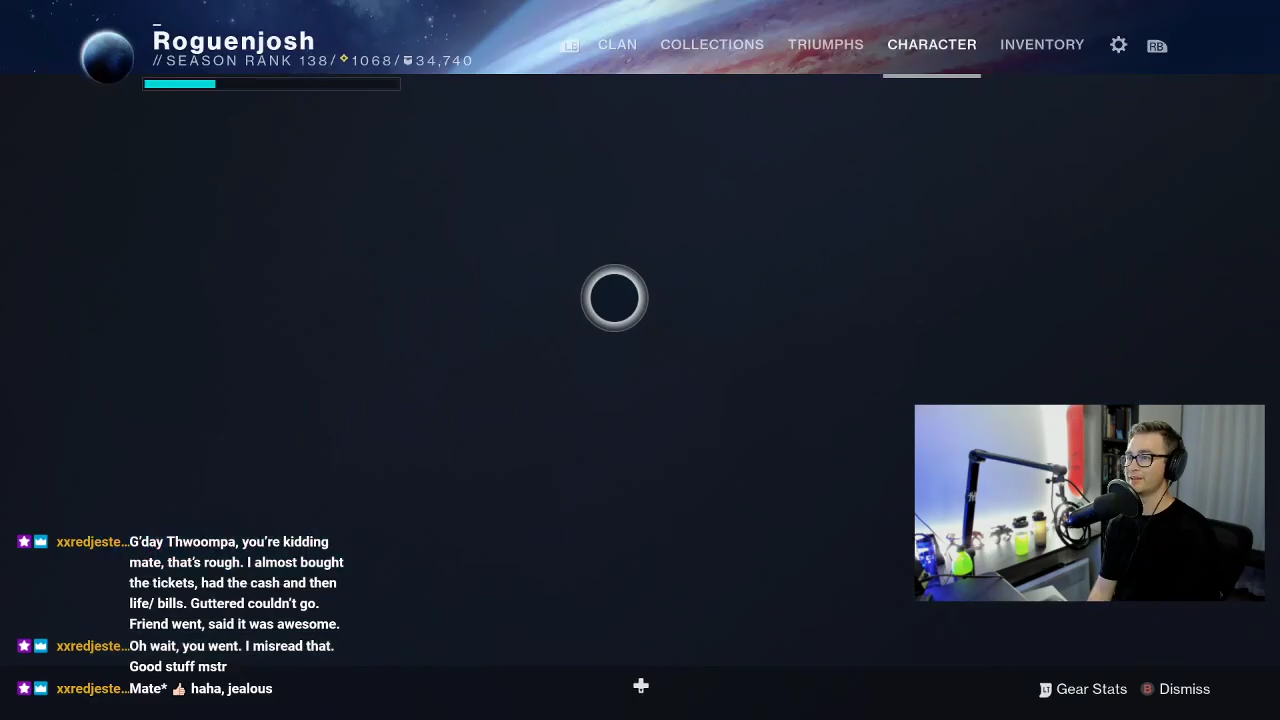 Roguenjosh
// SEASON RANK 138/ 1068/ 34,740
LB CLAN COLLECTIONS TRIUMPHS CHARACTER INVENTORY RB
xxredjeste... G'day Thwoompa, you're kidding
mate, that's rough. I almost bought
the tickets, had the cash and then
life/ bills. Guttered couldn't go.
Friend went, said it was awesome.
xxredjeste... Oh wait, you went. I misread that.
Good stuff mstr
xxredjeste... Mate* 👍🏻 haha, jealous
LT Gear Stats B Dismiss